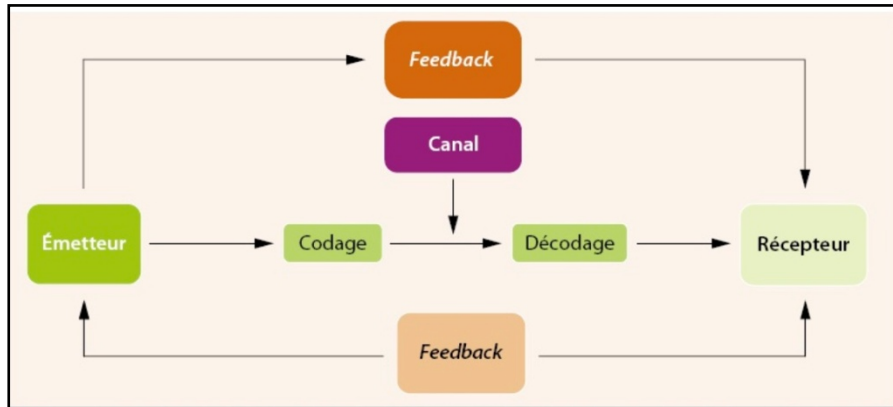 Feedback
Canal
Émetteur
Codage
Décodage
Récepteur
Feedback